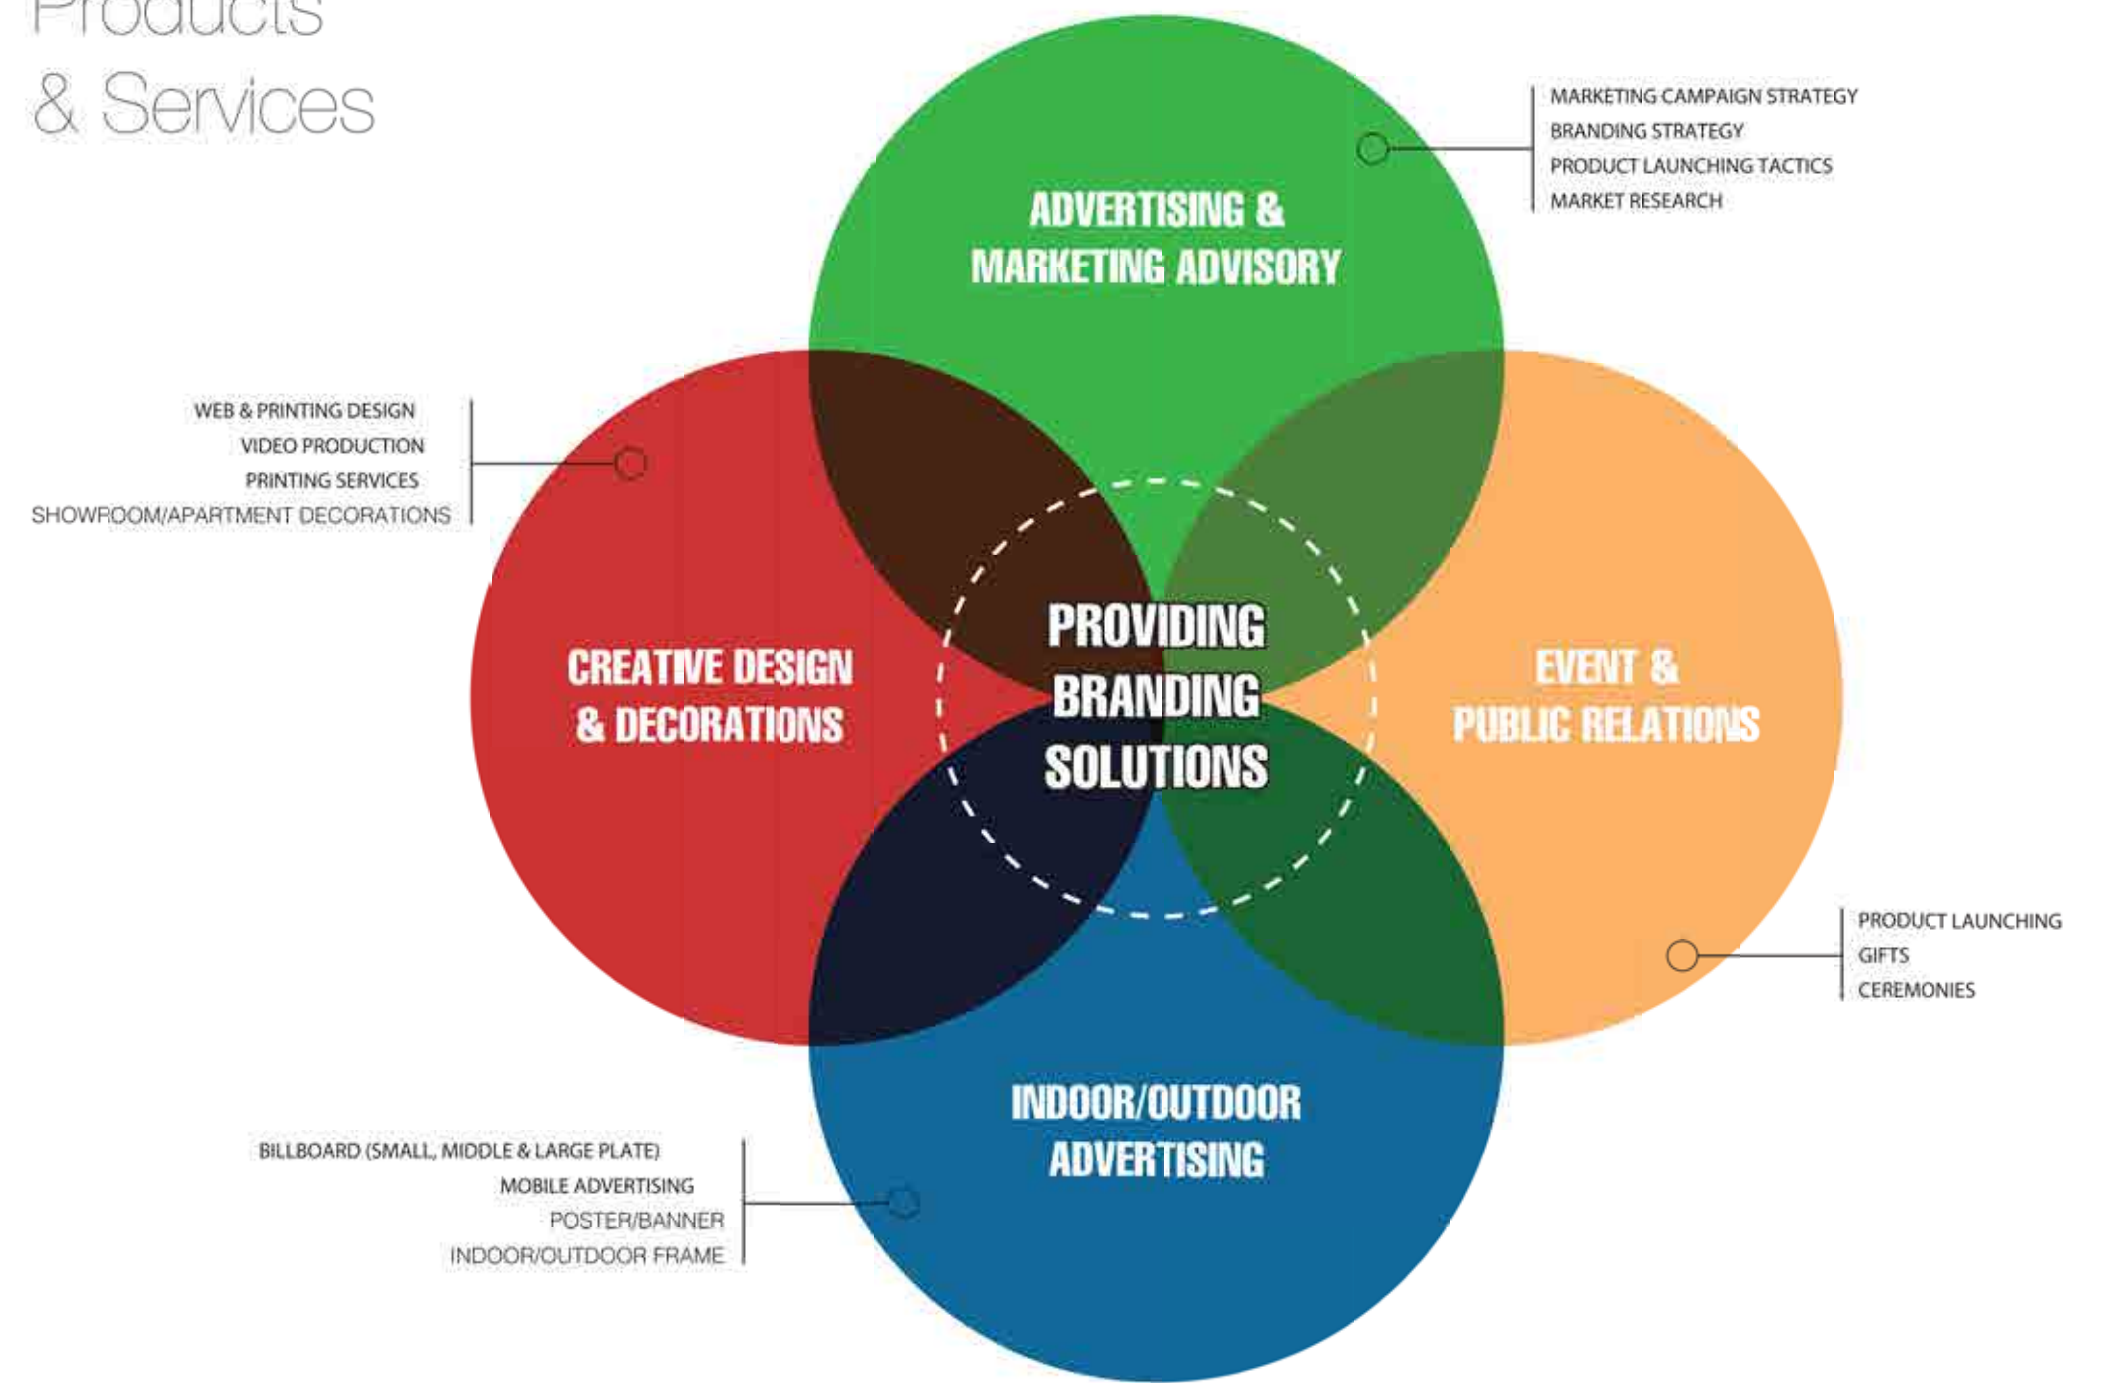 Products
& Services
MARKETING CAMPAIGN STRATEGY
BRANDING STRATEGY
PRODUCT LAUNCHING TACTICS
MARKET RESEARCH
ADVERTISING &
MARKETING ADVISORY
WEB & PRINTING DESIGN
VIDEO PRODUCTION
PRINTING SERVICES
SHOWROOM/APARTMENT DECORATIONS
CREATIVE DESIGN
& DECORATIONS
PROVIDING
BRANDING
SOLUTIONS
EVENT &
PUBLIC RELATIONS
PRODUCT LAUNCHING
GIFTS
CEREMONIES
INDOOR/OUTDOOR
ADVERTISING
BILLBOARD (SMALL, MIDDLE & LARGE PLATE)
MOBILE ADVERTISING
POSTER/BANNER
INDOOR/OUTDOOR FRAME